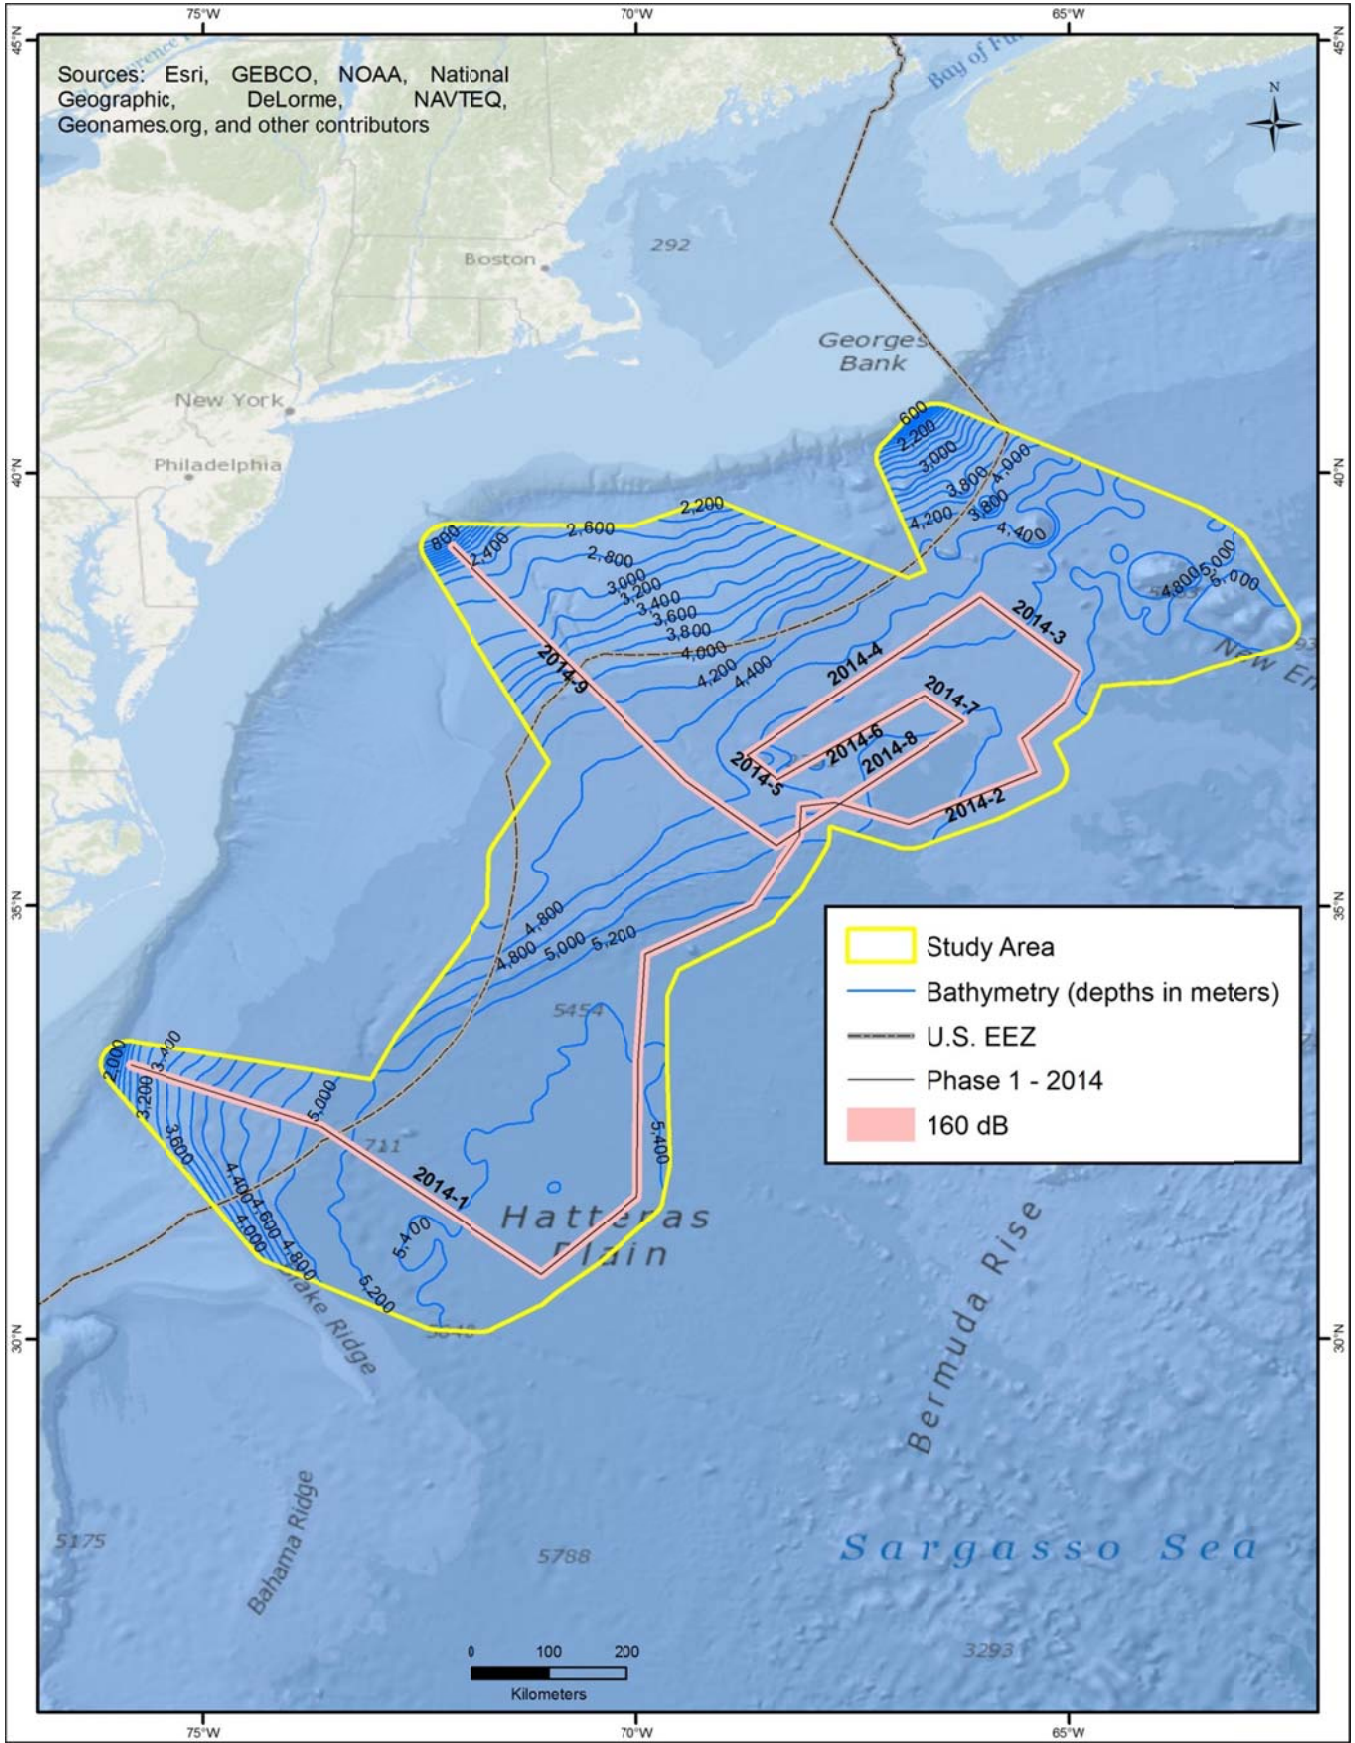 75°W
70°W
65°W
45°N
45°N
Sources: Esri, GEBCO, NOAA, National
Geographic, DeLorme, NAVTEQ,
Geonames.org, and other contributors
Bay of
N
Boston
292
Georges
Bank
New York
Philadelphia
40°N
40°N
600
2,200
3,000
3,800
4,000
3,800
4,200
4,400
2,200
2,600
800
2,400
2,800
3,000
3,200
3,400
3,600
3,800
4,000
4,200
4,400
4,800
5,000
5,000
New En
2014-9
2014-4
2014-3
2014-7
2014-6
2014-8
2014-5
2014-2
35°N
35°N
4,800
4,800
5,000
5,200
5454
Study Area
Bathymetry (depths in meters)
U.S. EEZ
Phase 1 - 2014
160 dB
2,000
3,400
3,200
3,600
5,000
711
5,400
4,400
4,600
4,000
4,800
2014-1
5,400
5,200
Hatteras
Plain
Blake Ridge
30°N
30°N
Bermuda Rise
Bahama Ridge
5175
5788
Sargasso Sea
3293
0 100 200
Kilometers
75°W
70°W
65°W